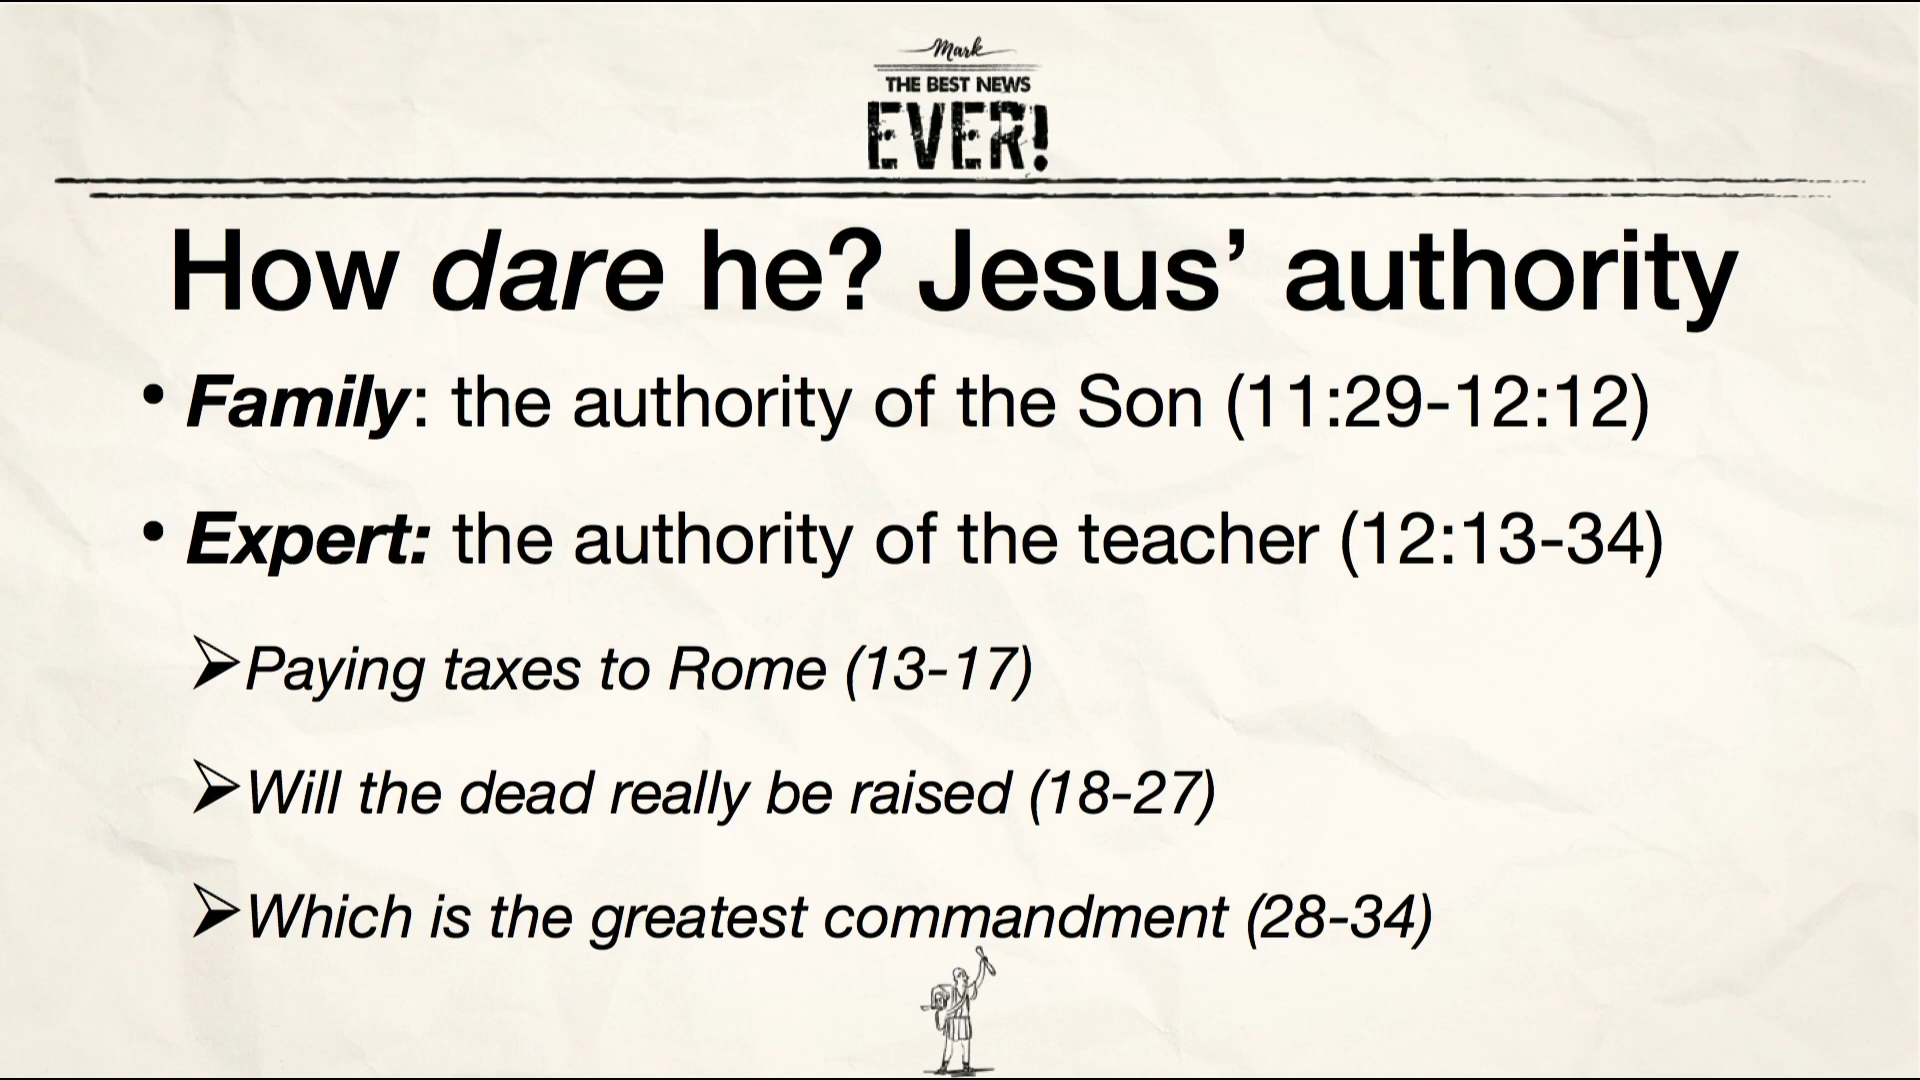 Mark
THE BEST NEWS
EVER!
How dare he? Jesus’ authority
• Family: the authority of the Son (11:29-12:12)
• Expert: the authority of the teacher (12:13-34)
➢Paying taxes to Rome (13-17)
➢Will the dead really be raised (18-27)
➢Which is the greatest commandment (28-34)